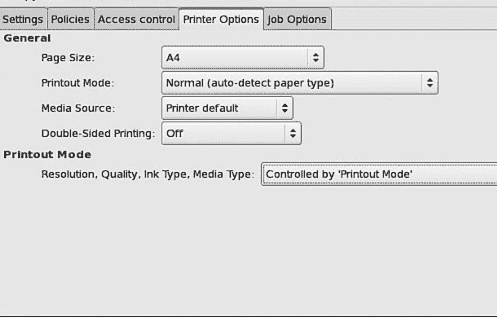 Settings Policies Access control Printer Options Job Options
General
Page Size: A4
Printout Mode: Normal (auto-detect paper type)
Media Source: Printer default
Double-Sided Printing: Off
Printout Mode
Resolution, Quality, Ink Type, Media Type: Controlled by 'Printout Mode'